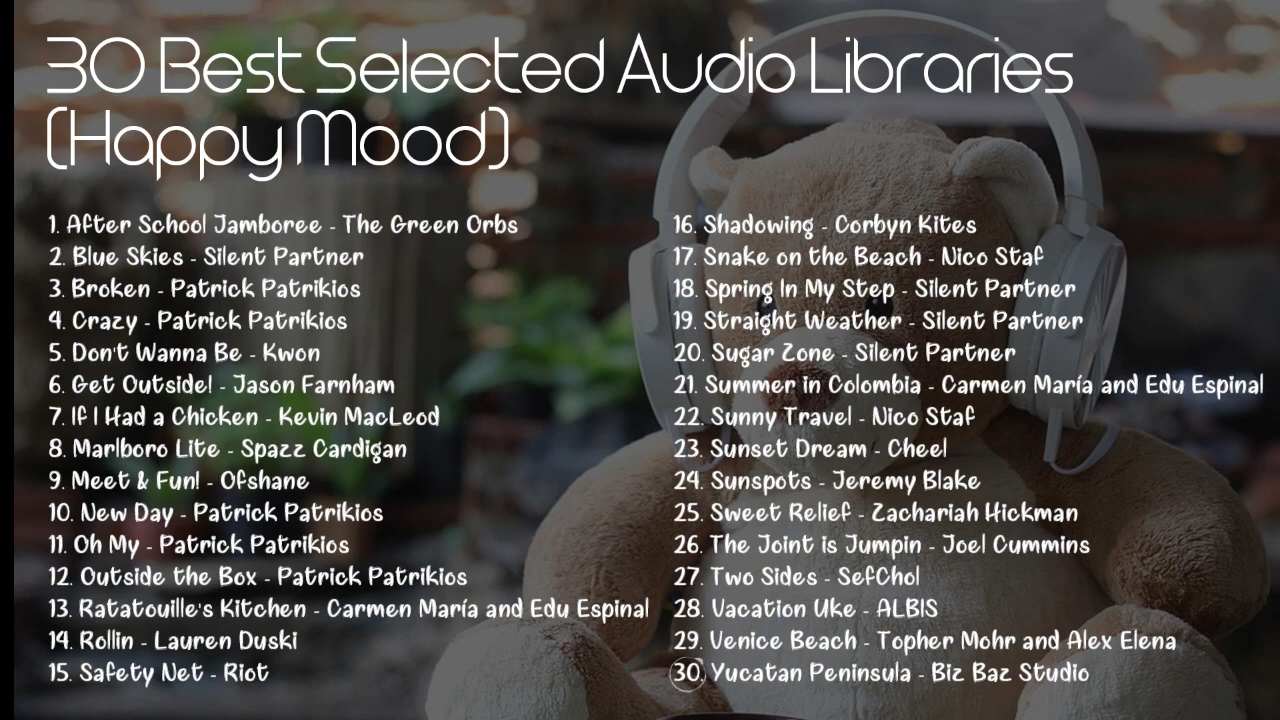 30 Best Selected Audio Libraries
(Happy Mood)
1. After School Jamboree - The Green Orbs
2. Blue Skies - Silent Partner
3. Broken - Patrick Patrikios
4. Crazy - Patrick Patrikios
5. Don't Wanna Be - Kwon
6. Get Outside! - Jason Farnham
7. If I Had a Chicken - Kevin MacLeod
8. Marlboro Lite - Spazz Cardigan
9. Meet & Fun! - Ofshane
10. New Day - Patrick Patrikios
11. Oh My - Patrick Patrikios
12. Outside the Box - Patrick Patrikios
13. Ratatouille's Kitchen - Carmen María and Edu Espinal
14. Rollin - Lauren Duski
15. Safety Net - Riot
16. Shadowing - Corbyn Kites
17. Snake on the Beach - Nico Staf
18. Spring In My Step - Silent Partner
19. Straight Weather - Silent Partner
20. Sugar Zone - Silent Partner
21. Summer in Colombia - Carmen María and Edu Espinal
22. Sunny Travel - Nico Staf
23. Sunset Dream - Cheel
24. Sunspots - Jeremy Blake
25. Sweet Relief - Zachariah Hickman
26. The Joint is Jumpin - Joel Cummins
27. Two Sides - SefChol
28. Vacation Uke - ALBIS
29. Venice Beach - Topher Mohr and Alex Elena
30. Yucatan Peninsula - Biz Baz Studio